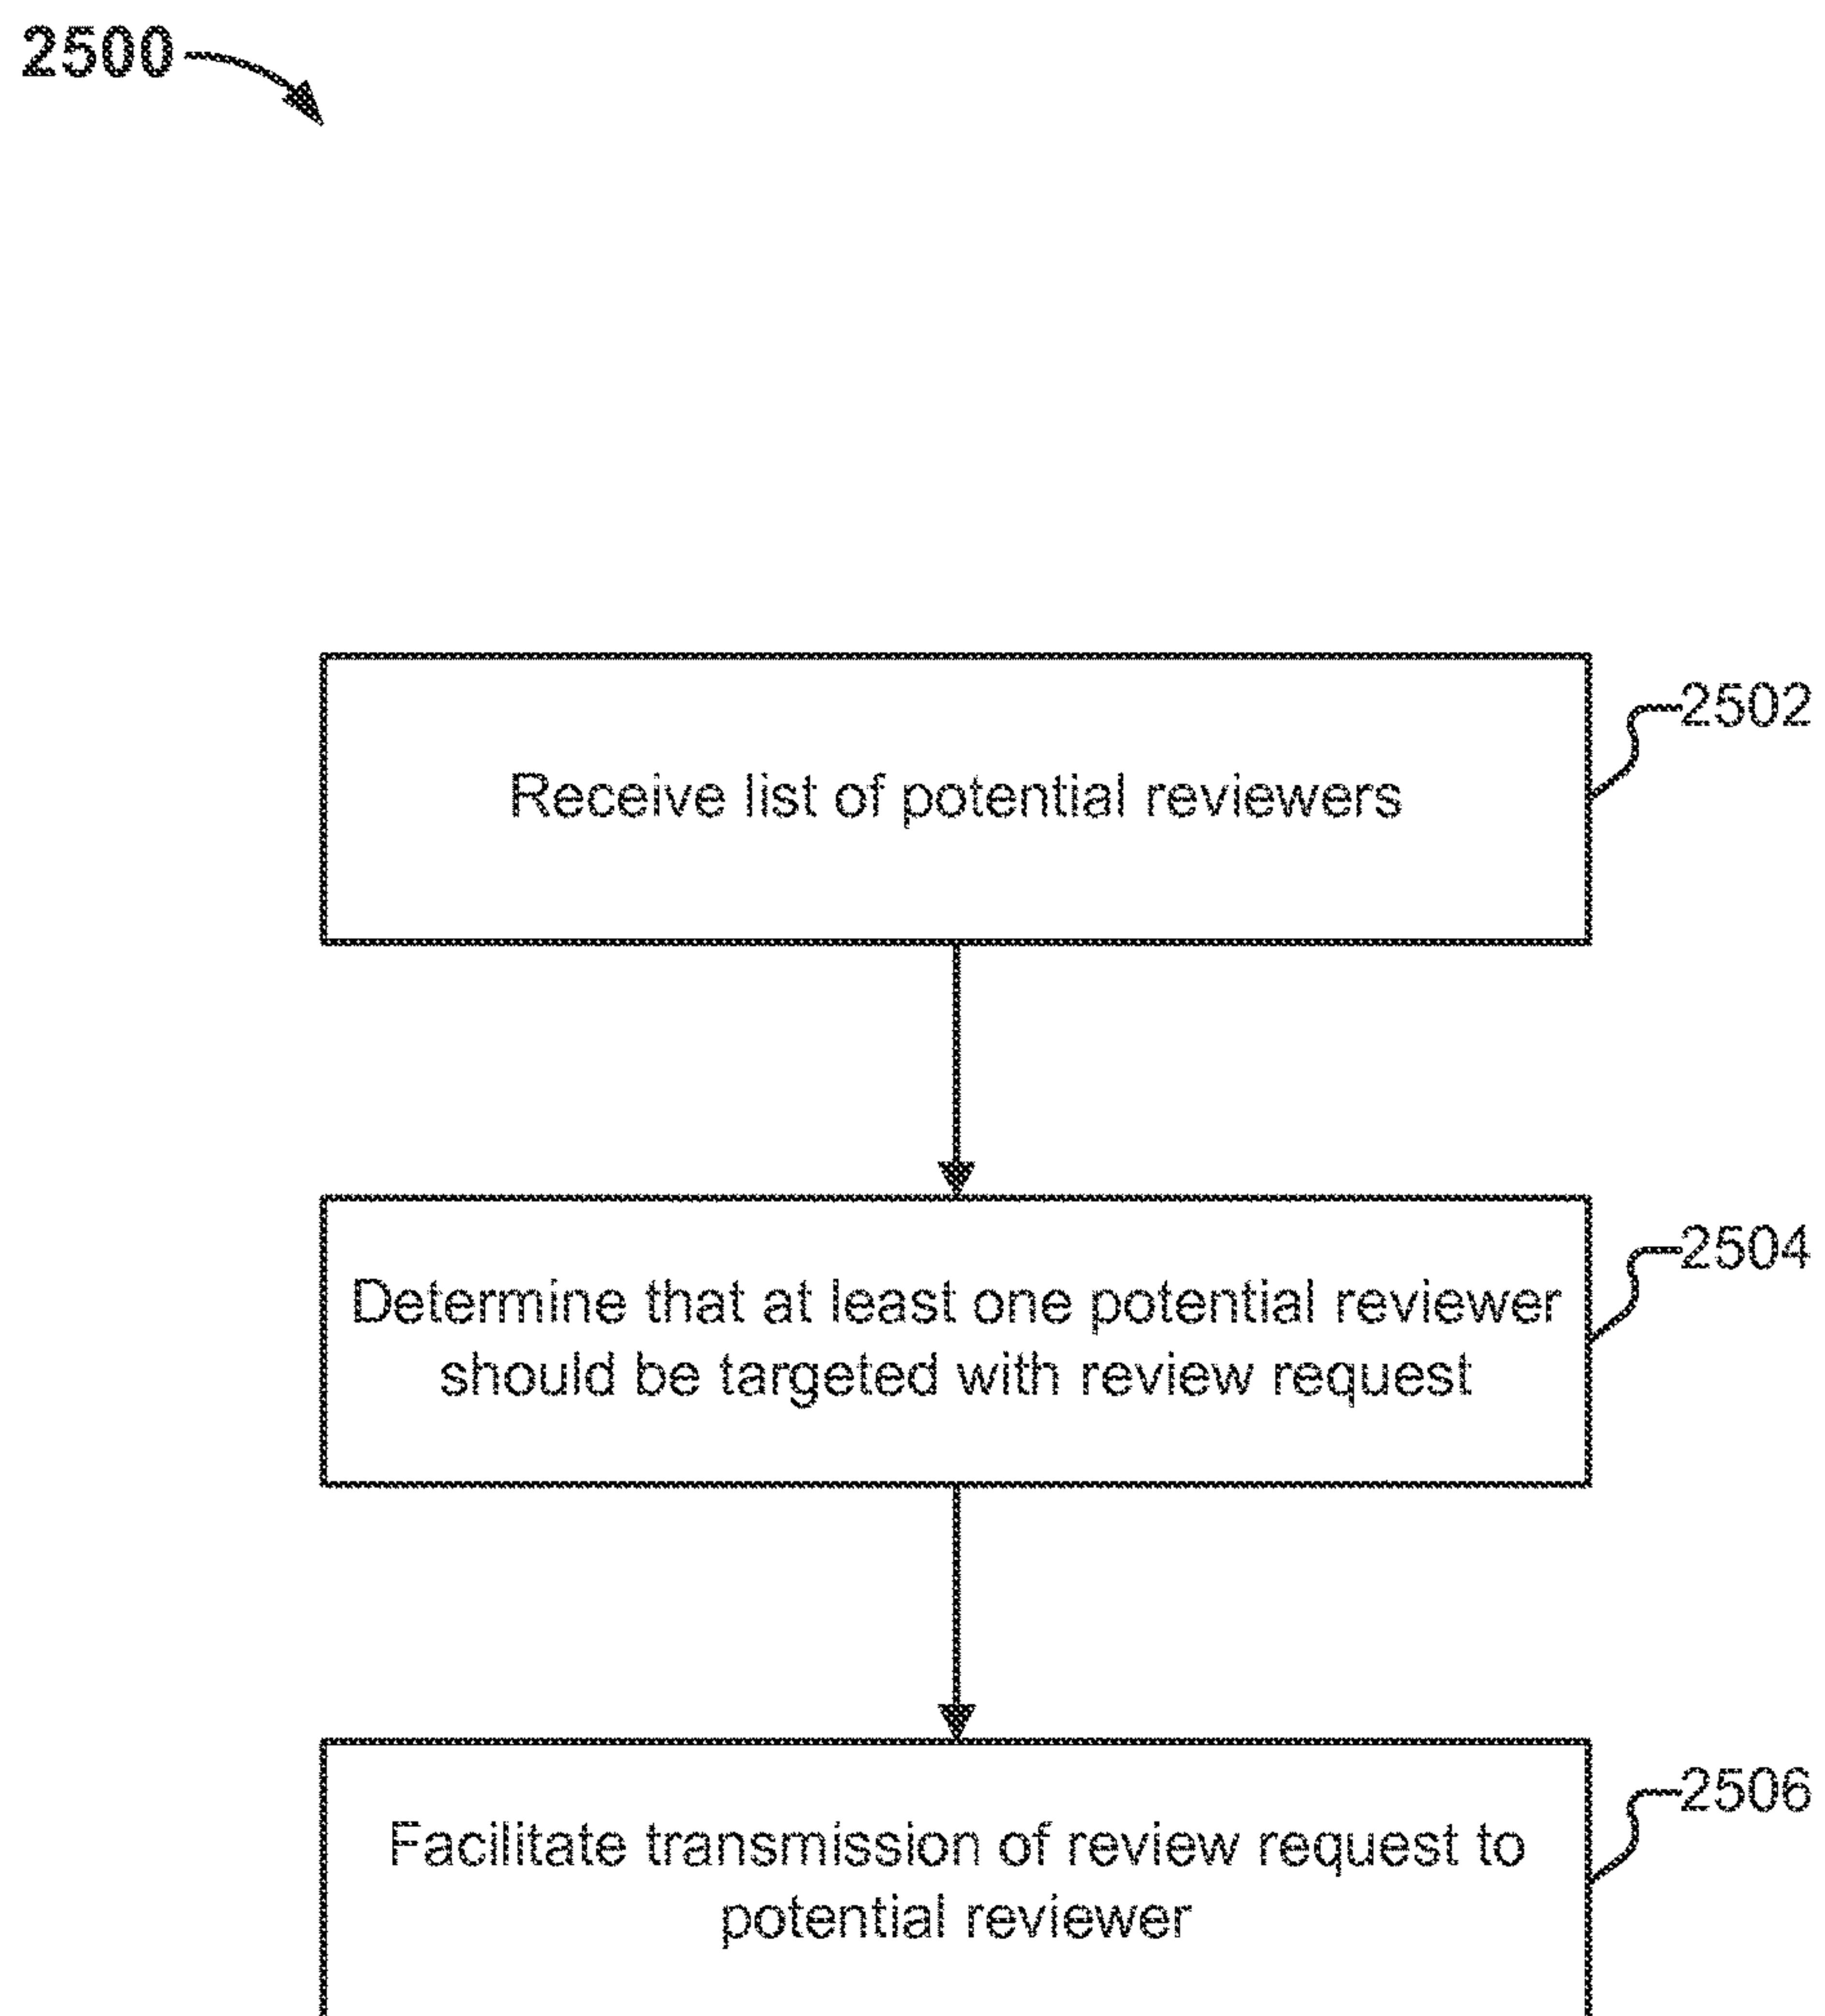 2500
Receive list of potential reviewers
2502
Determine that at least one potential reviewer
should be targeted with review request
2504
Facilitate transmission of review request to
potential reviewer
2506